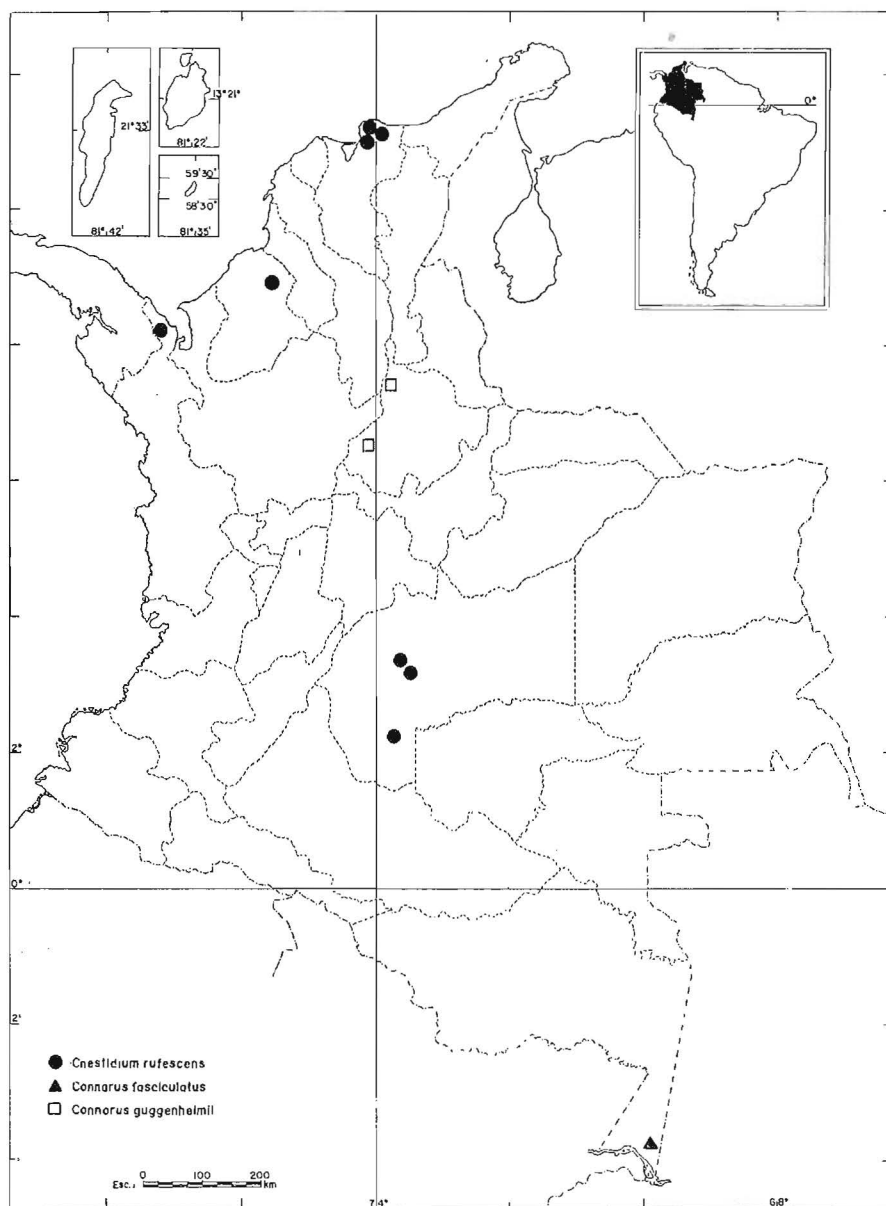 13°21'
21°33'
81°22'
59'30"
58'30"
81°42'
81°35'
0°
2°
0°
2°
Cnestidium rufescens
Connarus fasciculatus
Connarus guggenheimii
0 100 200
Esc.: km
74°
68°